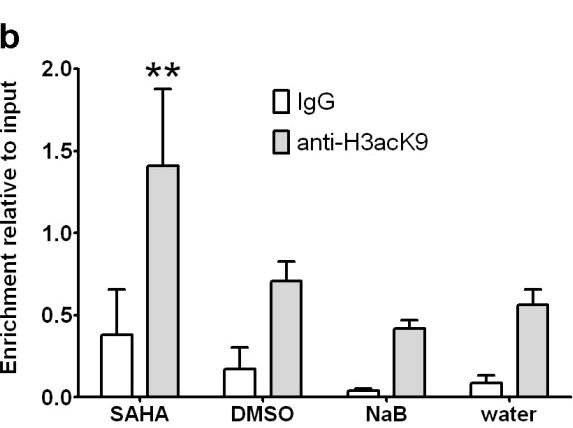 b
Enrichment relative to input
2.0
1.5
1.0
0.5
0.0
**
IgG
anti-H3acK9
SAHA DMSO NaB water